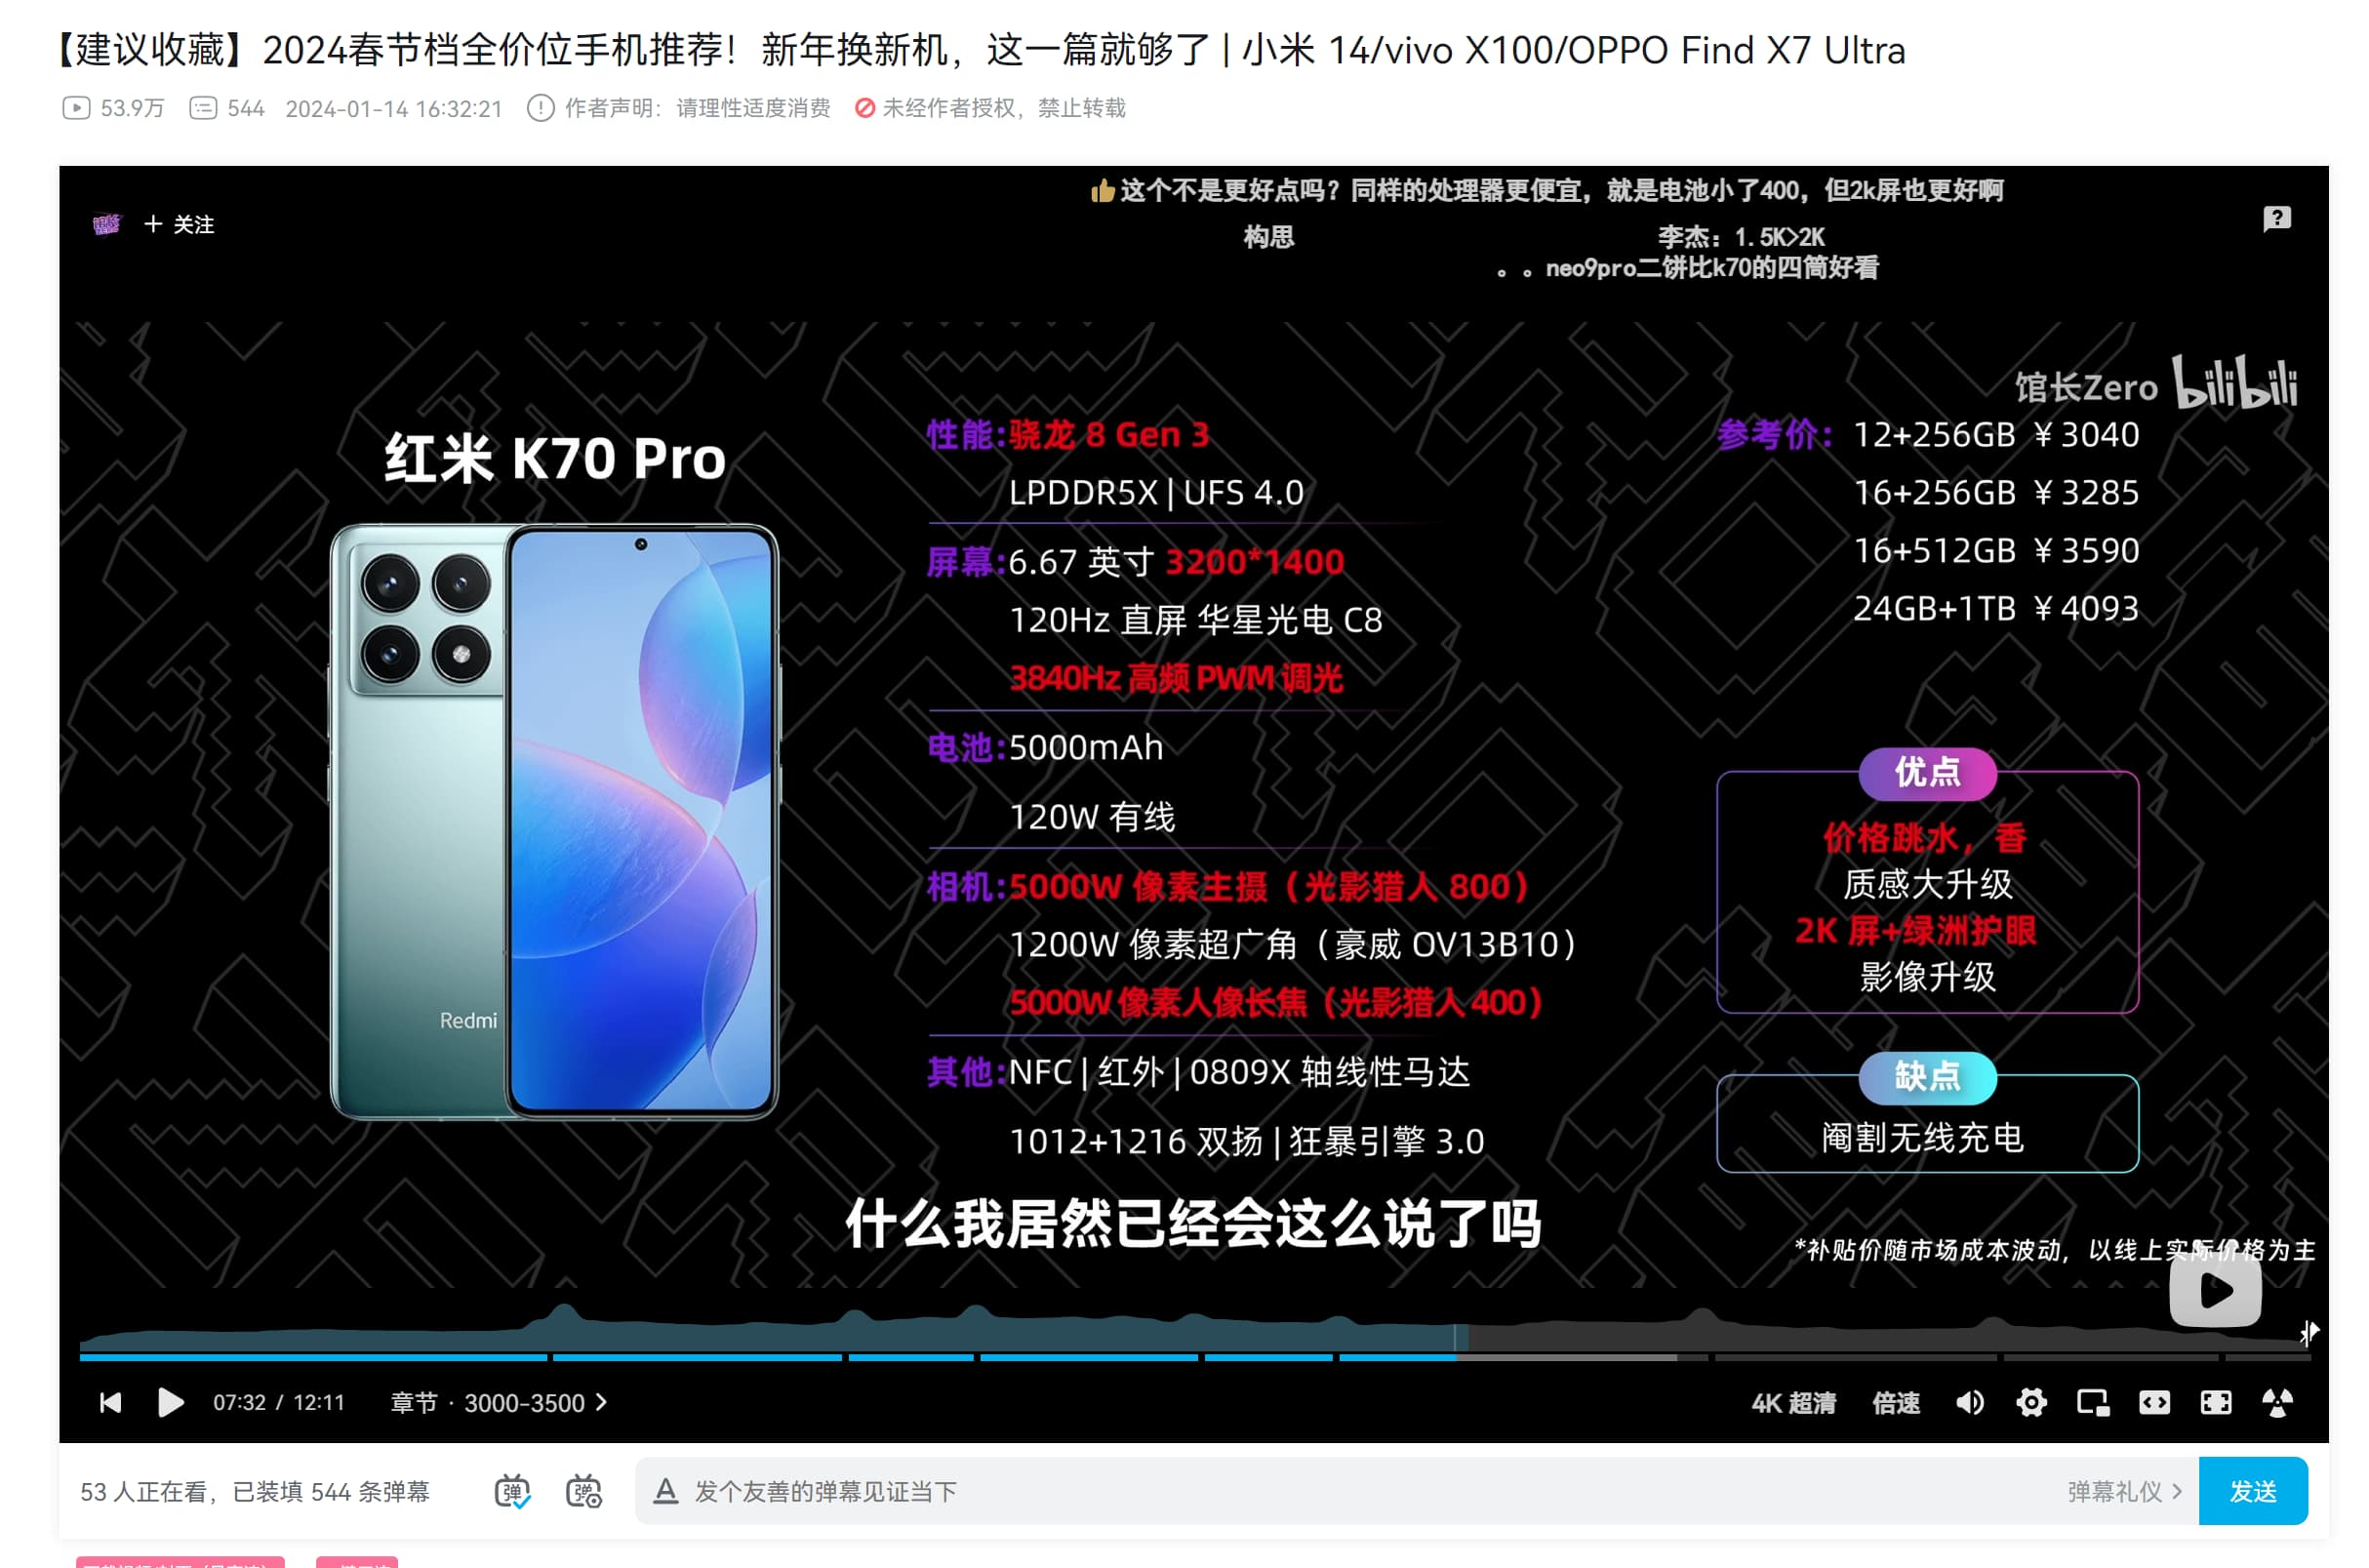 【建议收藏】2024春节档全价位手机推荐！新年换新机，这一篇就够了 | 小米 14/vivo X100/OPPO Find X7 Ultra
53.9万 544 2024-01-14 16:32:21 作者声明：请理性适度消费 未经作者授权，禁止转载
+ 关注
这个不是更好点吗？同样的处理器更便宜，就是电池小了400，但2k屏也更好啊
构思
李杰：1.5K>2K
。。neo9pro二饼比k70的四筒好看
馆长Zero bilibili
红米 K70 Pro
Redmi
性能:骁龙 8 Gen 3
LPDDR5X | UFS 4.0
屏幕:6.67 英寸 3200*1400
120Hz 直屏 华星光电 C8
3840Hz 高频 PWM 调光
电池:5000mAh
120W 有线
相机:5000W 像素主摄（光影猎人 800）
1200W 像素超广角（豪威 OV13B10）
5000W 像素人像长焦（光影猎人 400）
其他:NFC | 红外 | 0809X 轴线性马达
1012+1216 双扬 | 狂暴引擎 3.0
参考价：12+256GB ￥3040
16+256GB ￥3285
16+512GB ￥3590
24GB+1TB ￥4093
优点
价格跳水，香
质感大升级
2K 屏+绿洲护眼
影像升级
缺点
阉割无线充电
什么我居然已经会这么说了吗
*补贴价随市场成本波动，以线上实际价格为主
07:32 / 12:11 章节 · 3000-3500 4K 超清 倍速
53 人正在看，已装填 544 条弹幕 发个友善的弹幕见证当下 弹幕礼仪 发送